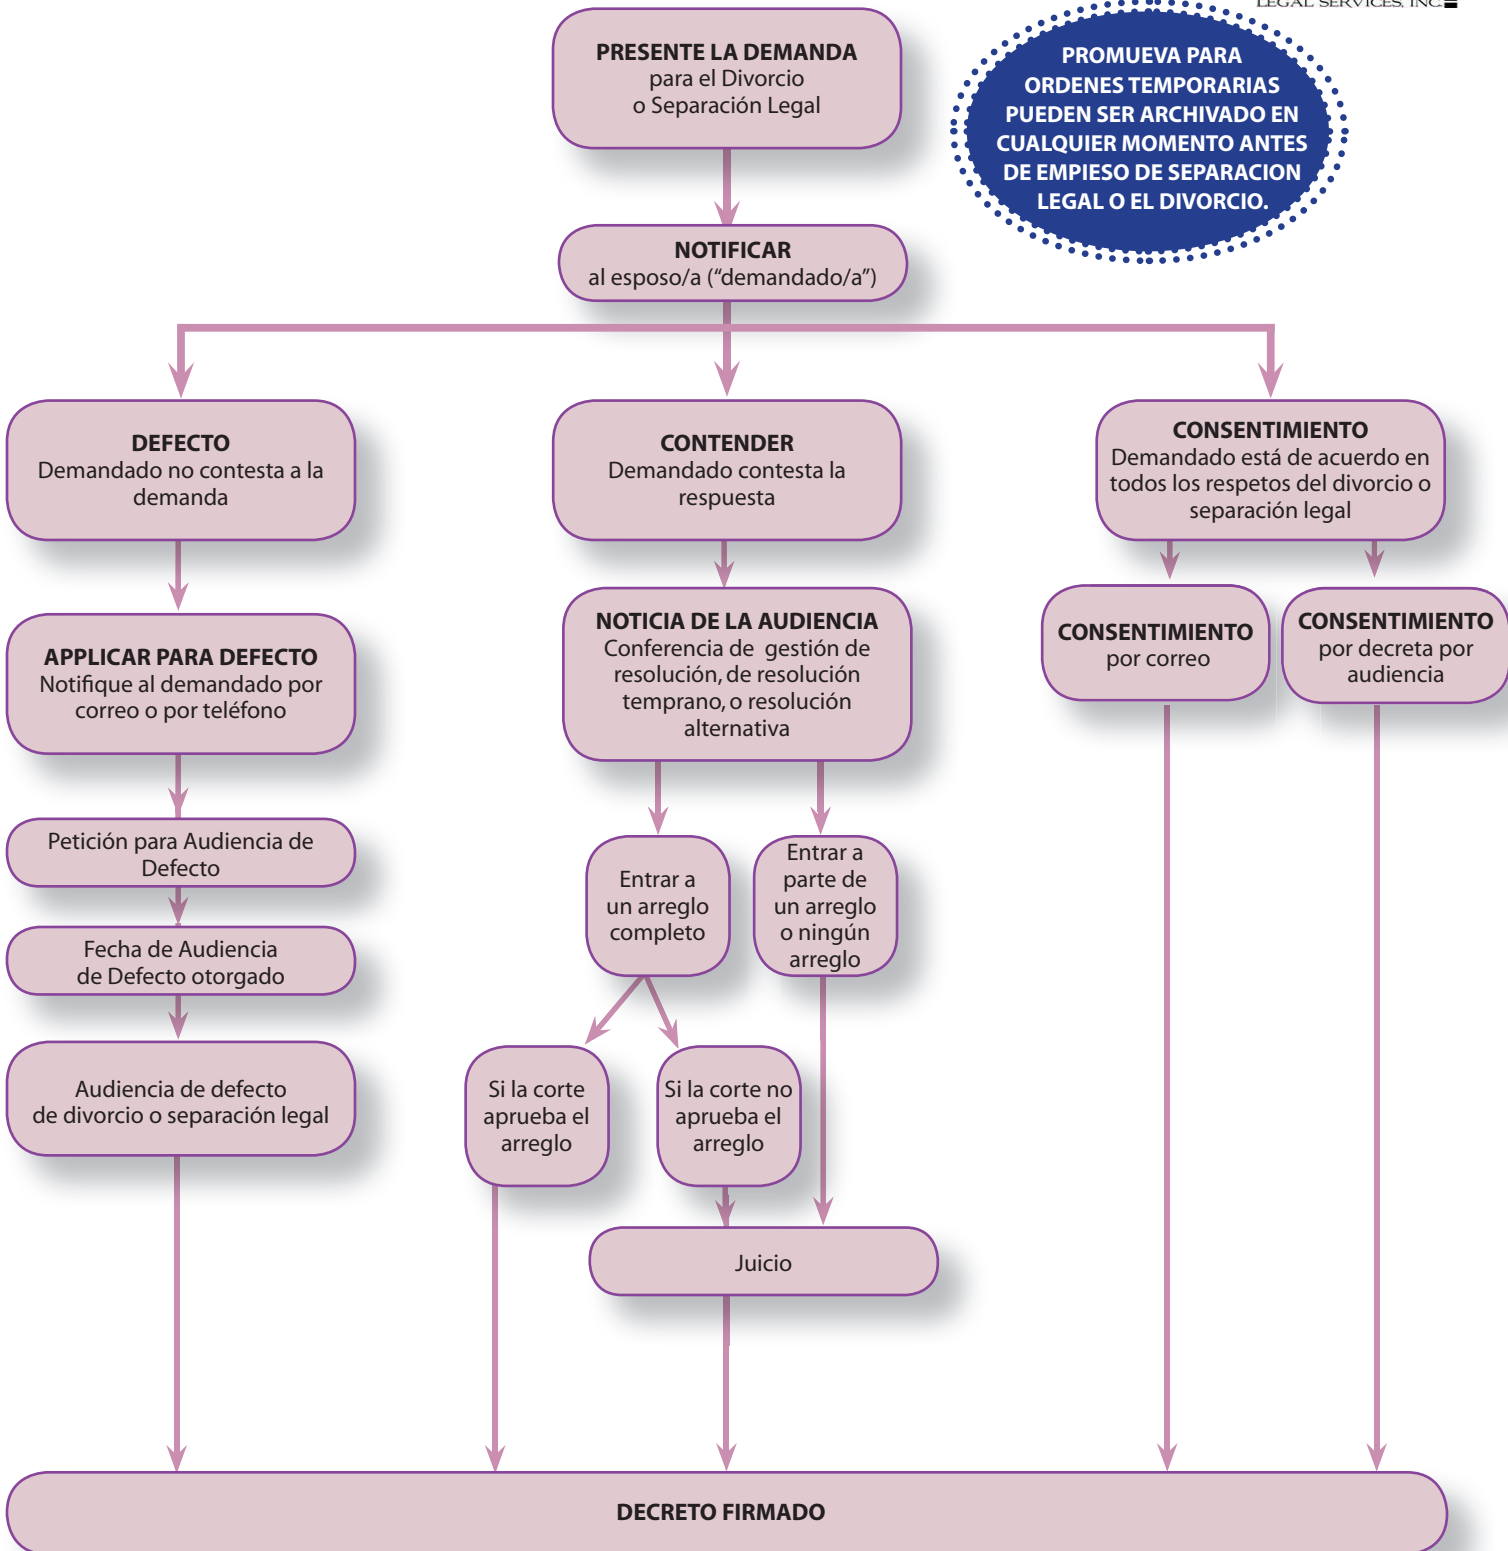 LEGAL SERVICES, INC.
PRESENTE LA DEMANDA
para el Divorcio
o Separación Legal
PROMUEVA PARA
ORDENES TEMPORARIAS
PUEDEN SER ARCHIVADO EN
CUALQUIER MOMENTO ANTES
DE EMPIESO DE SEPARACION
LEGAL O EL DIVORCIO.
NOTIFICAR
al esposo/a (“demandado/a”)
DEFECTO
Demandado no contesta a la
demanda
CONTENDER
Demandado contesta la
respuesta
CONSENTIMIENTO
Demandado está de acuerdo en
todos los respetos del divorcio o
separación legal
APPLICAR PARA DEFECTO
Notifique al demandado por
correo o por teléfono
NOTICIA DE LA AUDIENCIA
Conferencia de gestión de
resolución, de resolución
temprano, o resolución
alternativa
CONSENTIMIENTO
por correo
CONSENTIMIENTO
por decreta por
audiencia
Petición para Audiencia de
Defecto
Entrar a
un arreglo
completo
Entrar a
parte de
un arreglo
o ningún
arreglo
Fecha de Audiencia
de Defecto otorgado
Audiencia de defecto
de divorcio o separación legal
Si la corte
aprueba el
arreglo
Si la corte no
aprueba el
arreglo
Juicio
DECRETO FIRMADO